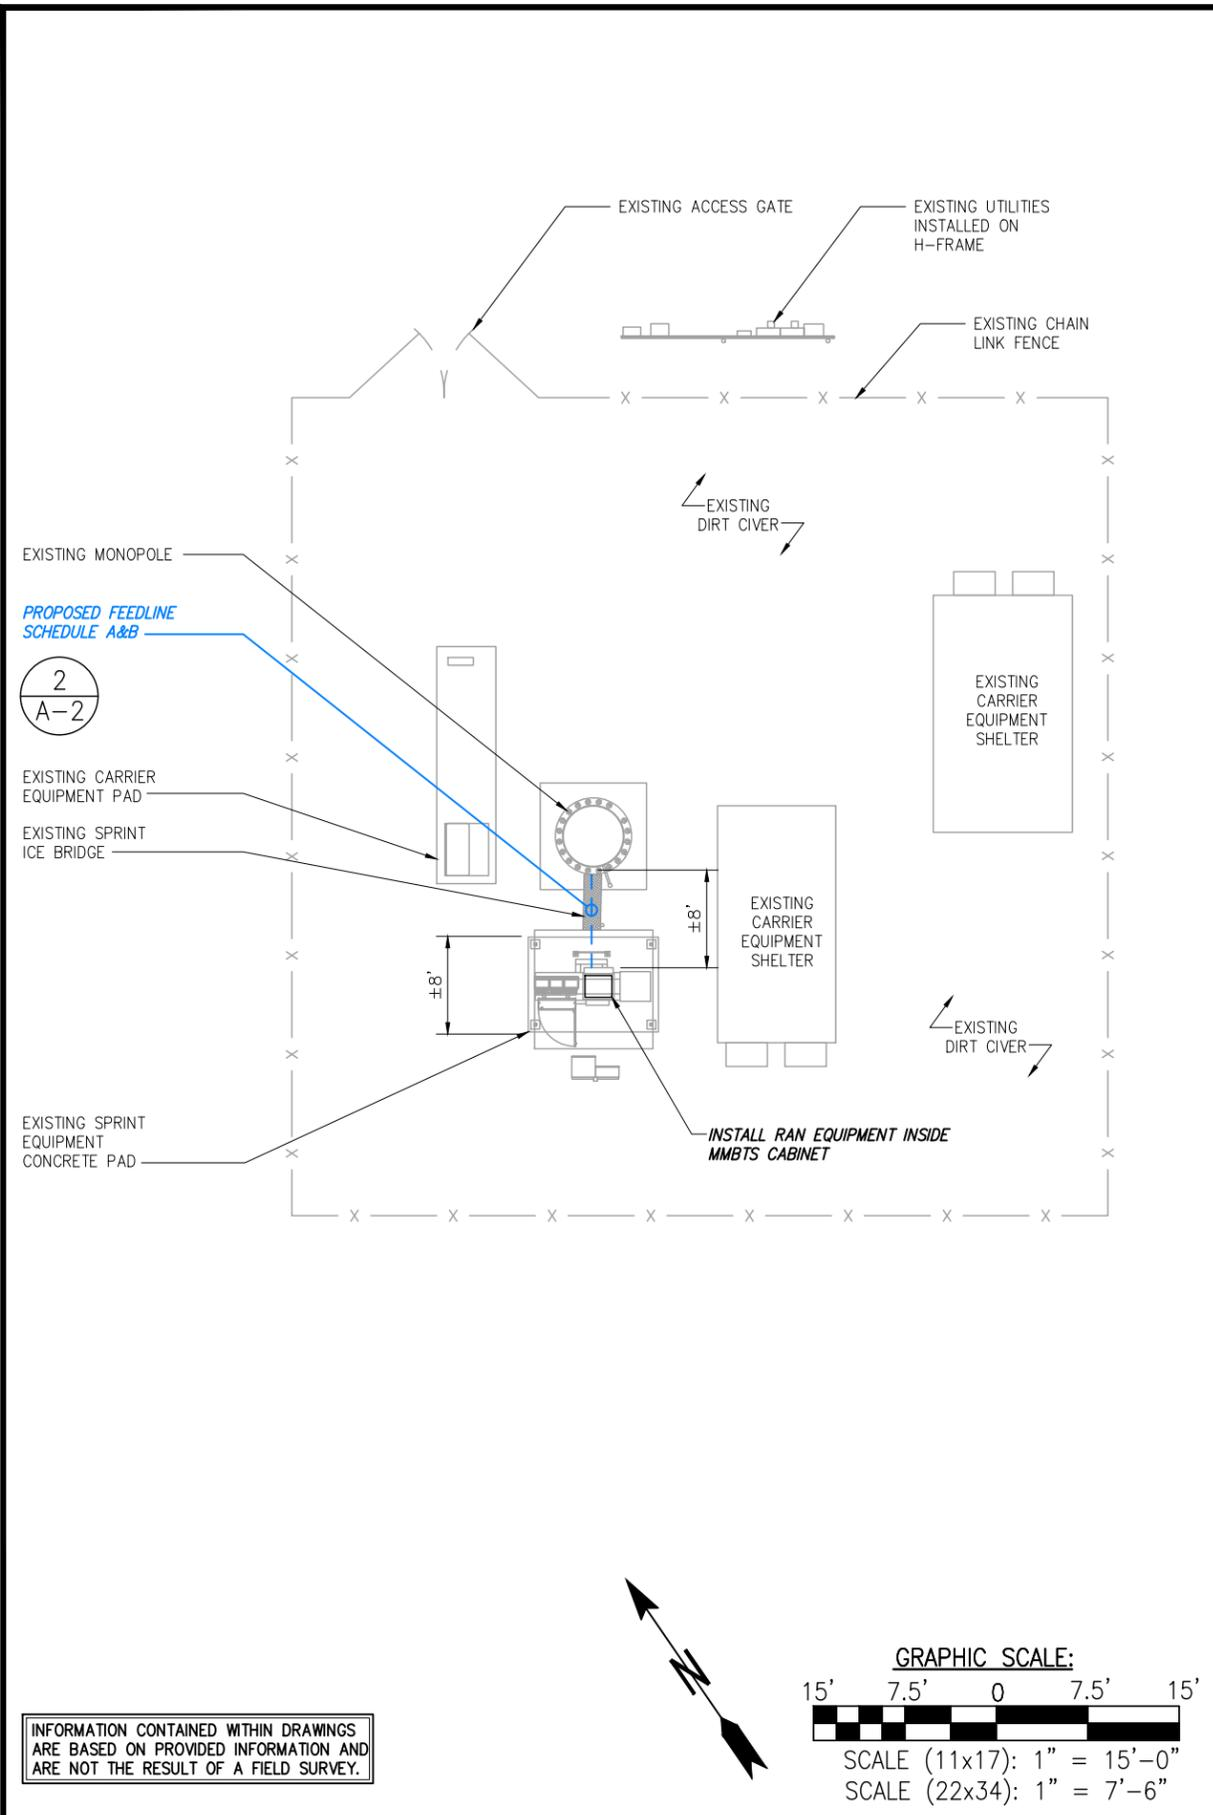 EXISTING ACCESS GATE
EXISTING UTILITIES
INSTALLED ON
H-FRAME
EXISTING CHAIN
LINK FENCE
EXISTING
DIRT CIVER
EXISTING MONOPOLE
PROPOSED FEEDLINE
SCHEDULE A&B
2
A-2
EXISTING
CARRIER
EQUIPMENT
SHELTER
EXISTING CARRIER
EQUIPMENT PAD
EXISTING SPRINT
ICE BRIDGE
±8'
±8'
EXISTING
CARRIER
EQUIPMENT
SHELTER
EXISTING
DIRT CIVER
EXISTING SPRINT
EQUIPMENT
CONCRETE PAD
INSTALL RAN EQUIPMENT INSIDE
MMBTS CABINET
X X X X X
X X X X X X X X
X X X X X X X X
X X X X X X X X
N
GRAPHIC SCALE:
15' 7.5' 0 7.5' 15'
SCALE (11x17): 1" = 15'-0"
SCALE (22x34): 1" = 7'-6"
INFORMATION CONTAINED WITHIN DRAWINGS
ARE BASED ON PROVIDED INFORMATION AND
ARE NOT THE RESULT OF A FIELD SURVEY.